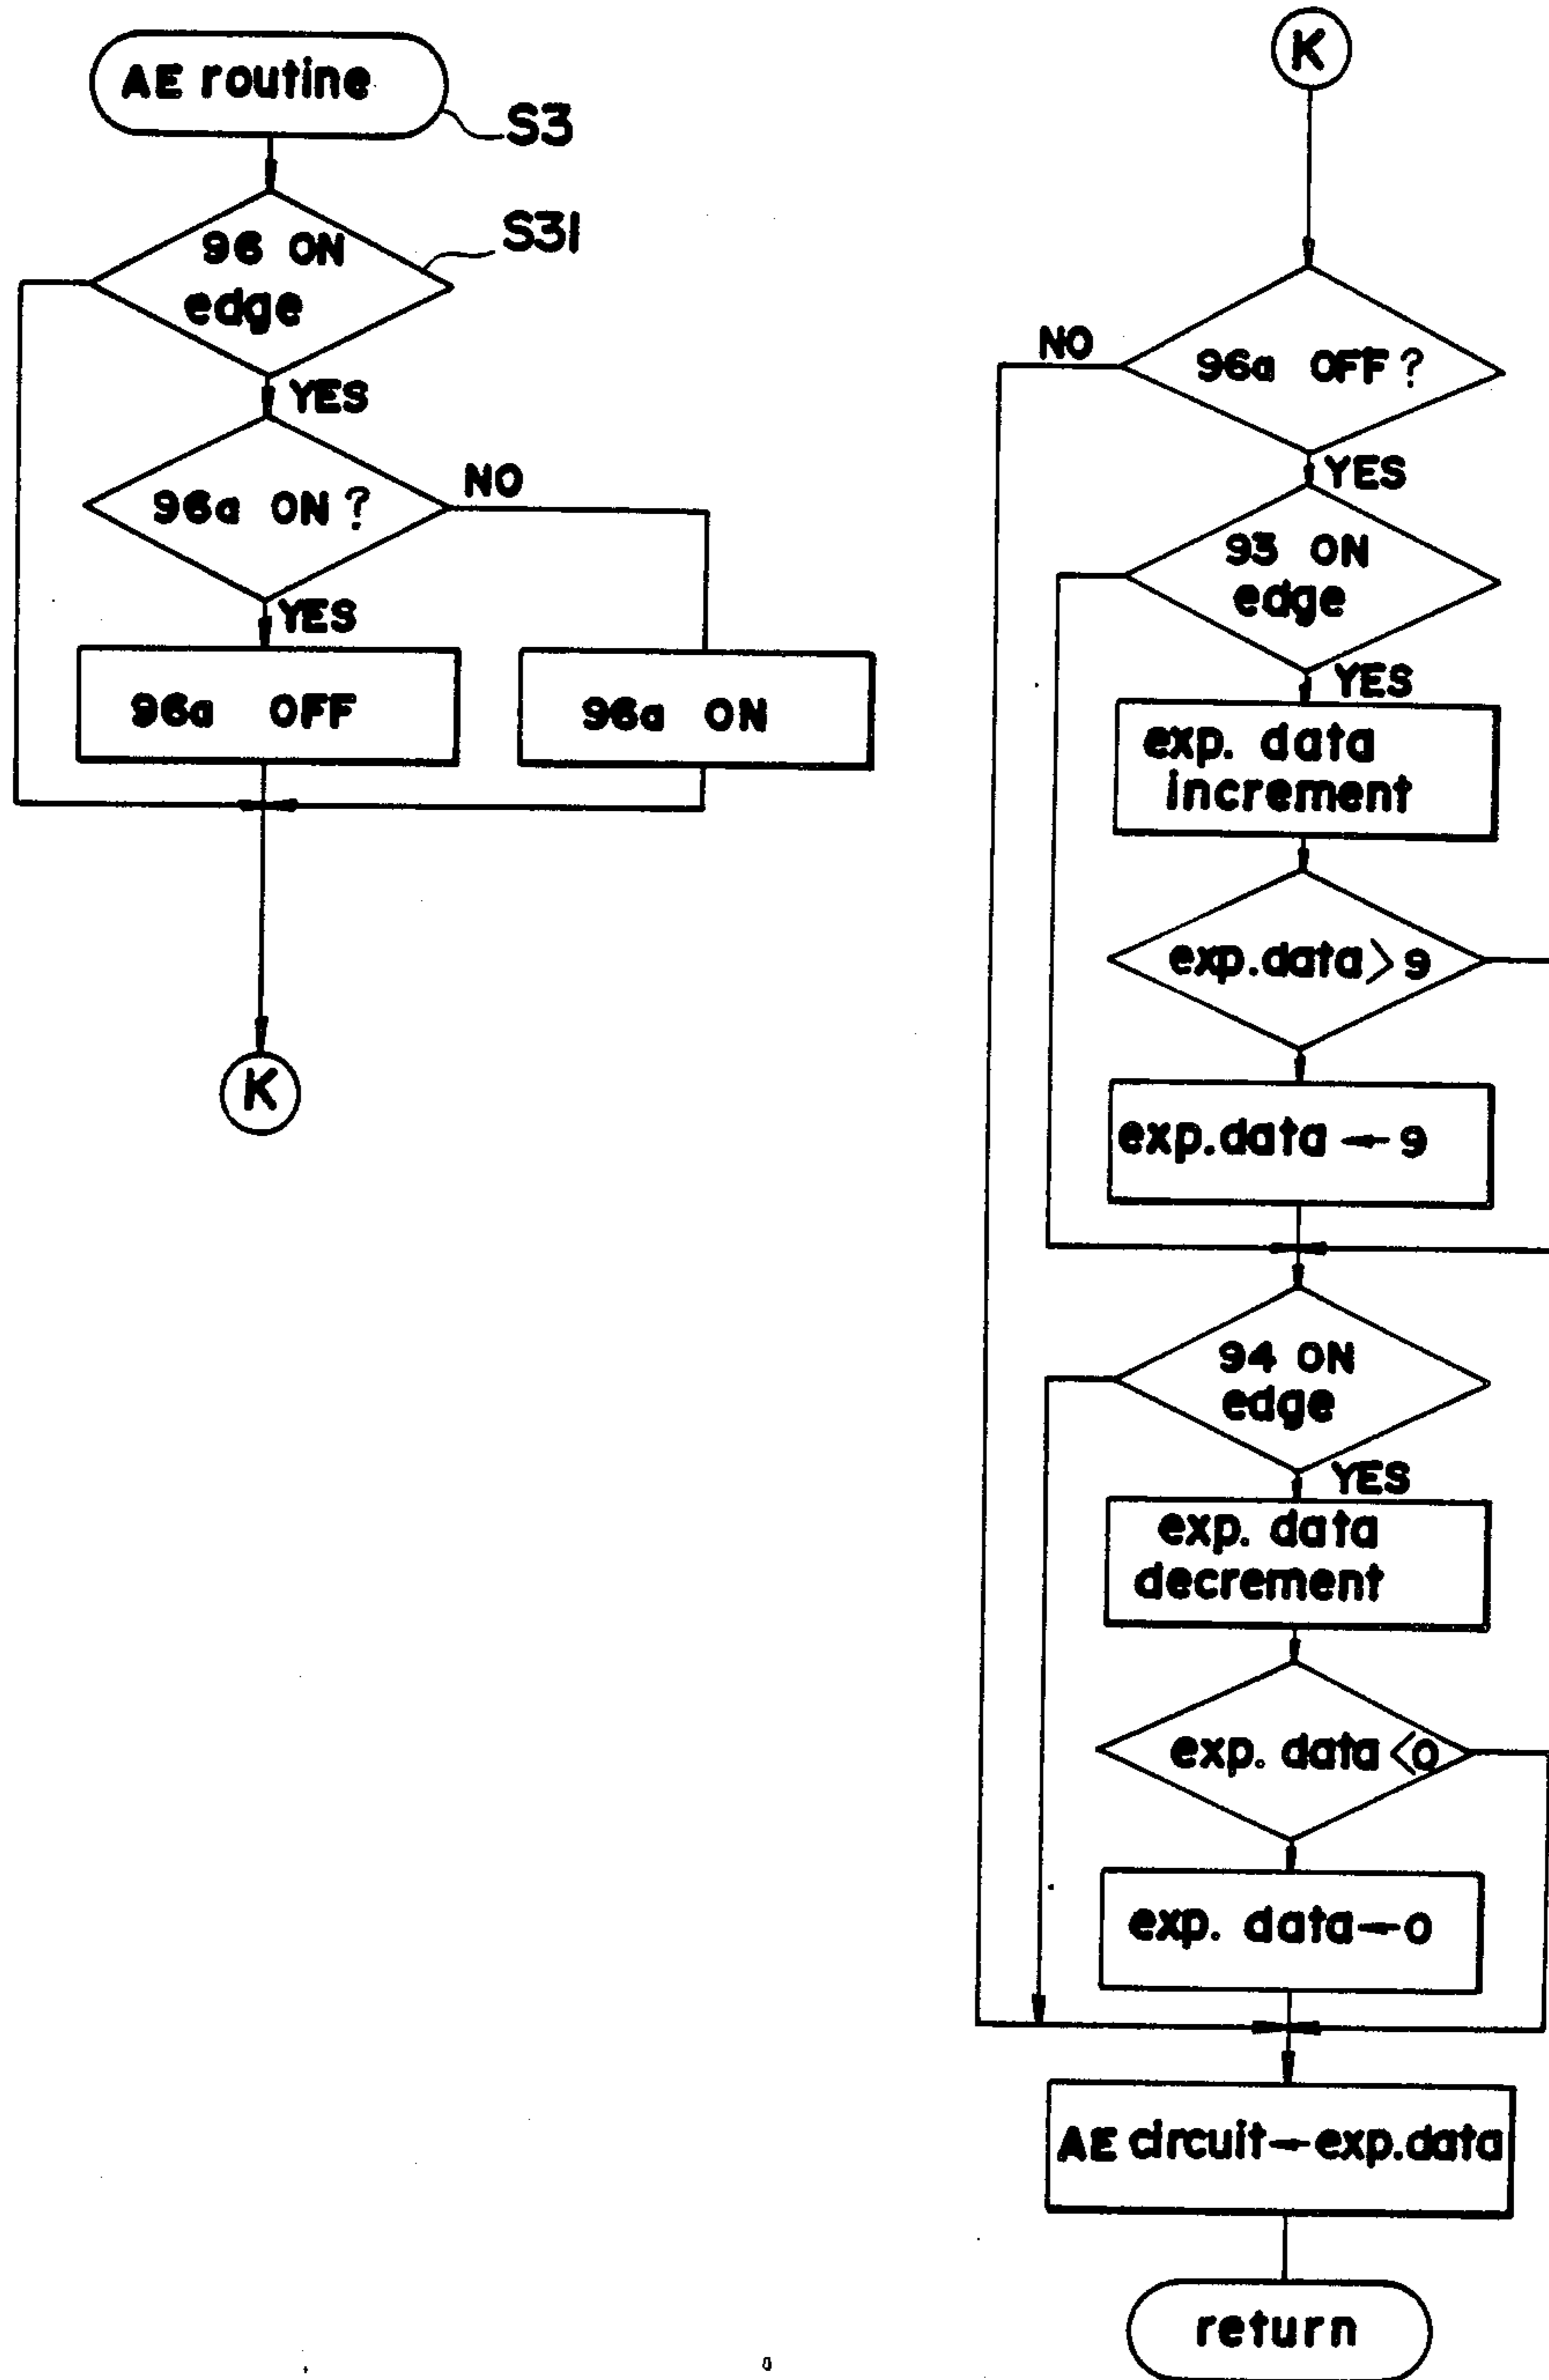 AE routine
S3
96 ON
edge
S31
YES
96a ON?
NO
YES
96a OFF
96a ON
K
K
96a OFF?
NO
YES
93 ON
edge
YES
exp. data
increment
exp.data>9
exp.data←9
94 ON
edge
YES
exp. data
decrement
exp. data<0
exp. data←0
AE circuit←exp.data
return